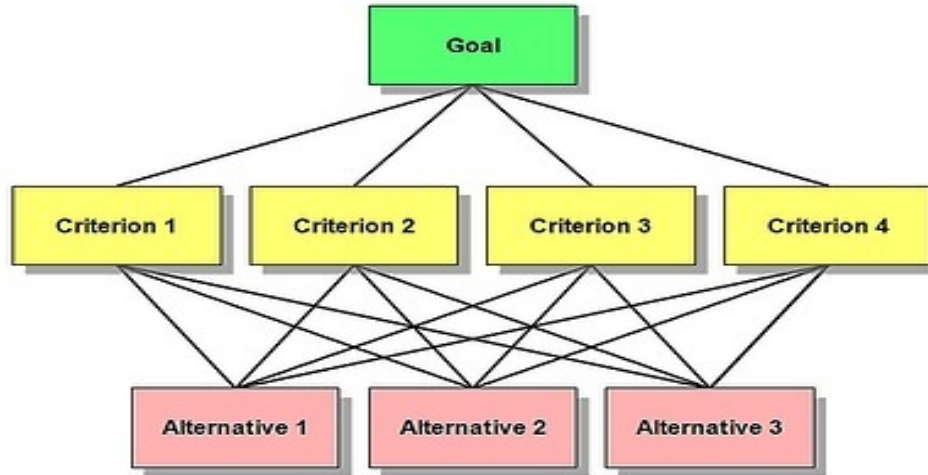 Goal
Criterion 1
Criterion 2
Criterion 3
Criterion 4
Alternative 1
Alternative 2
Alternative 3